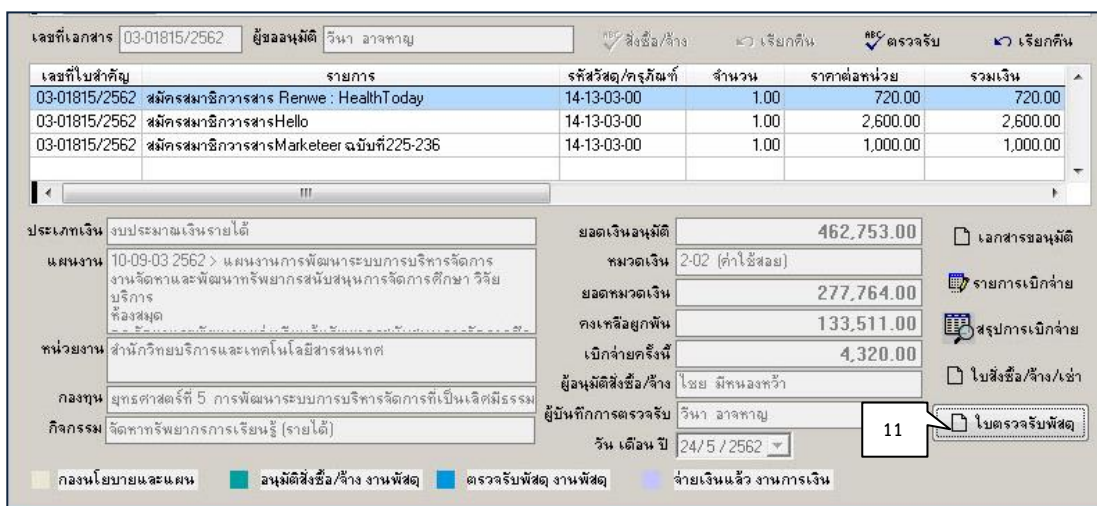 เลขที่เอกสาร 03-01815/2562 ผู้ขออนุมัติ วีนา อาจหาญ สั่งซื้อ/จ้าง เรียกคืน ตรวจรับ เรียกคืน
เลขที่ใบสำคัญ รายการ รหัสวัสดุ/ครุภัณฑ์ จำนวน ราคาต่อหน่วย รวมเงิน
03-01815/2562 สมัครสมาชิกวารสาร Renwe : HealthToday 14-13-03-00 1.00 720.00 720.00
03-01815/2562 สมัครสมาชิกวารสารHello 14-13-03-00 1.00 2,600.00 2,600.00
03-01815/2562 สมัครสมาชิกวารสารMarketeer ฉบับที่225-236 14-13-03-00 1.00 1,000.00 1,000.00
ประเภทเงิน งบประมาณเงินรายได้ ยอดเงินอนุมัติ 462,753.00 เอกสารขออนุมัติ
แผนงาน 10-09-03 2562 > แผนงานการพัฒนาระบบการบริหารจัดการ
งานจัดหาและพัฒนาทรัพยากรสนับสนุนการจัดการศึกษา วิจัย
บริการ
ห้องสมุด
หมวดเงิน 2-02 (ค่าใช้สอย)
ยอดหมวดเงิน 277,764.00 รายการเบิกจ่าย
คงเหลือผูกพัน 133,511.00 สรุปการเบิกจ่าย
หน่วยงาน สำนักวิทยบริการและเทคโนโลยีสารสนเทศ เบิกจ่ายครั้งนี้ 4,320.00
ผู้อนุมัติสั่งซื้อ/จ้าง ไชย มีหนองหว้า ใบสั่งซื้อ/จ้าง/เช่า
กองทุน ยุทธศาสตร์ที่ 5 การพัฒนาระบบการบริหารจัดการที่เป็นเลิศมีธรรม
ผู้บันทึกการตรวจรับ วีนา อาจหาญ 11 ใบตรวจรับพัสดุ
กิจกรรม จัดหาทรัพยากรการเรียนรู้ (รายได้) วัน เดือน ปี 24/5/2562
กองนโยบายและแผน อนุมัติสั่งซื้อ/จ้าง งานพัสดุ ตรวจรับพัสดุ งานพัสดุ จ่ายเงินแล้ว งานการเงิน